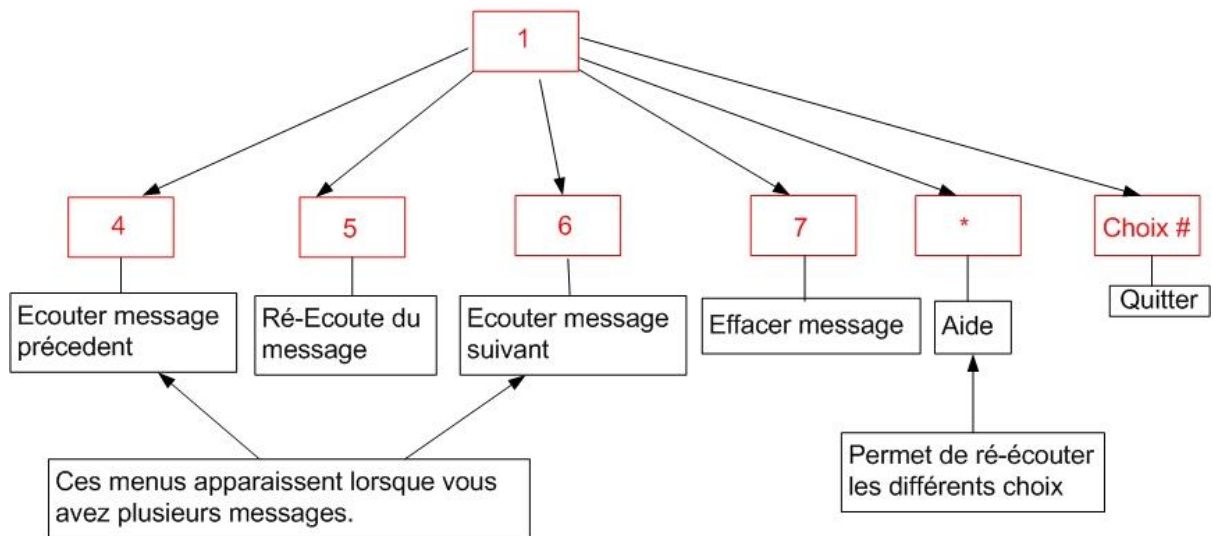 1
4
5
6
7
*
Choix #
Ecouter message
précedent
Ré-Ecoute du
message
Ecouter message
suivant
Effacer message
Aide
Quitter
Ces menus apparaissent lorsque vous
avez plusieurs messages.
Permet de ré-écouter
les différents choix